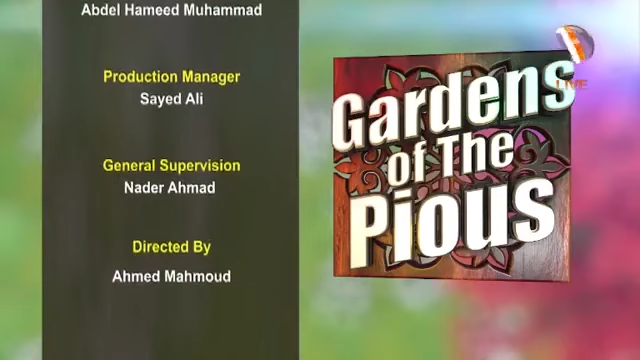 Abdel Hameed Muhammad
Production Manager
Sayed Ali
General Supervision
Nader Ahmad
Directed By
Ahmed Mahmoud
Gardens
of The
Pious
LIVE